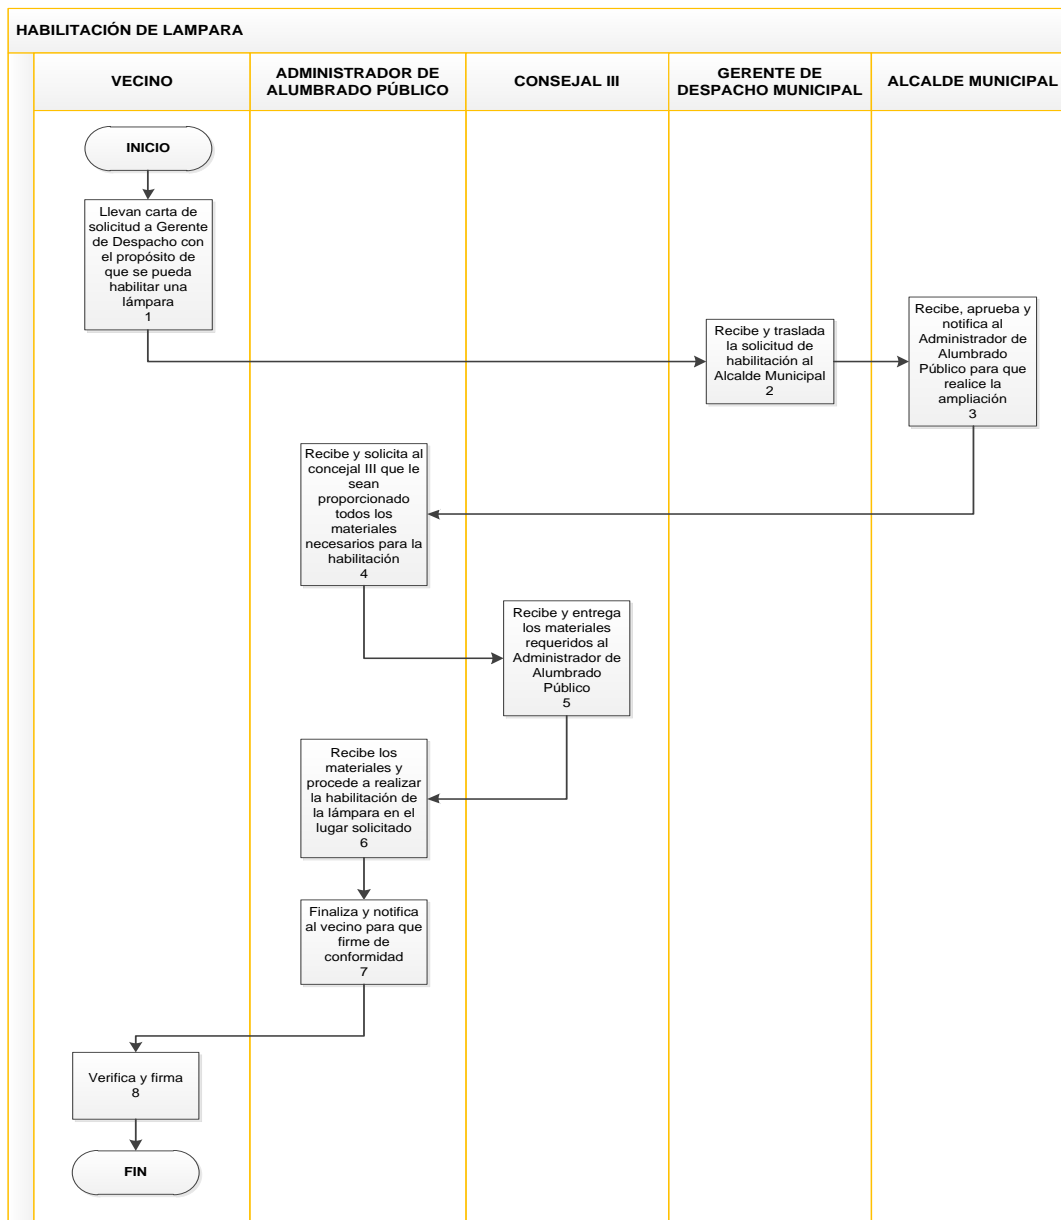 HABILITACIÓN DE LAMPARA
VECINO
ADMINISTRADOR DE
ALUMBRADO PÚBLICO
CONSEJAL III
GERENTE DE
DESPACHO MUNICIPAL
ALCALDE MUNICIPAL
INICIO
Llevan carta de
solicitud a Gerente
de Despacho con
el propósito de
que se pueda
habilitar una
lámpara
1
Recibe y traslada
la solicitud de
habilitación al
Alcalde Municipal
2
Recibe, aprueba y
notifica al
Administrador de
Alumbrado
Público para que
realice la
ampliación
3
Recibe y solicita al
concejal III que le
sean
proporcionado
todos los
materiales
necesarios para la
habilitación
4
Recibe y entrega
los materiales
requeridos al
Administrador de
Alumbrado
Público
5
Recibe los
materiales y
procede a realizar
la habilitación de
la lámpara en el
lugar solicitado
6
Finaliza y notifica
al vecino para que
firme de
conformidad
7
Verifica y firma
8
FIN